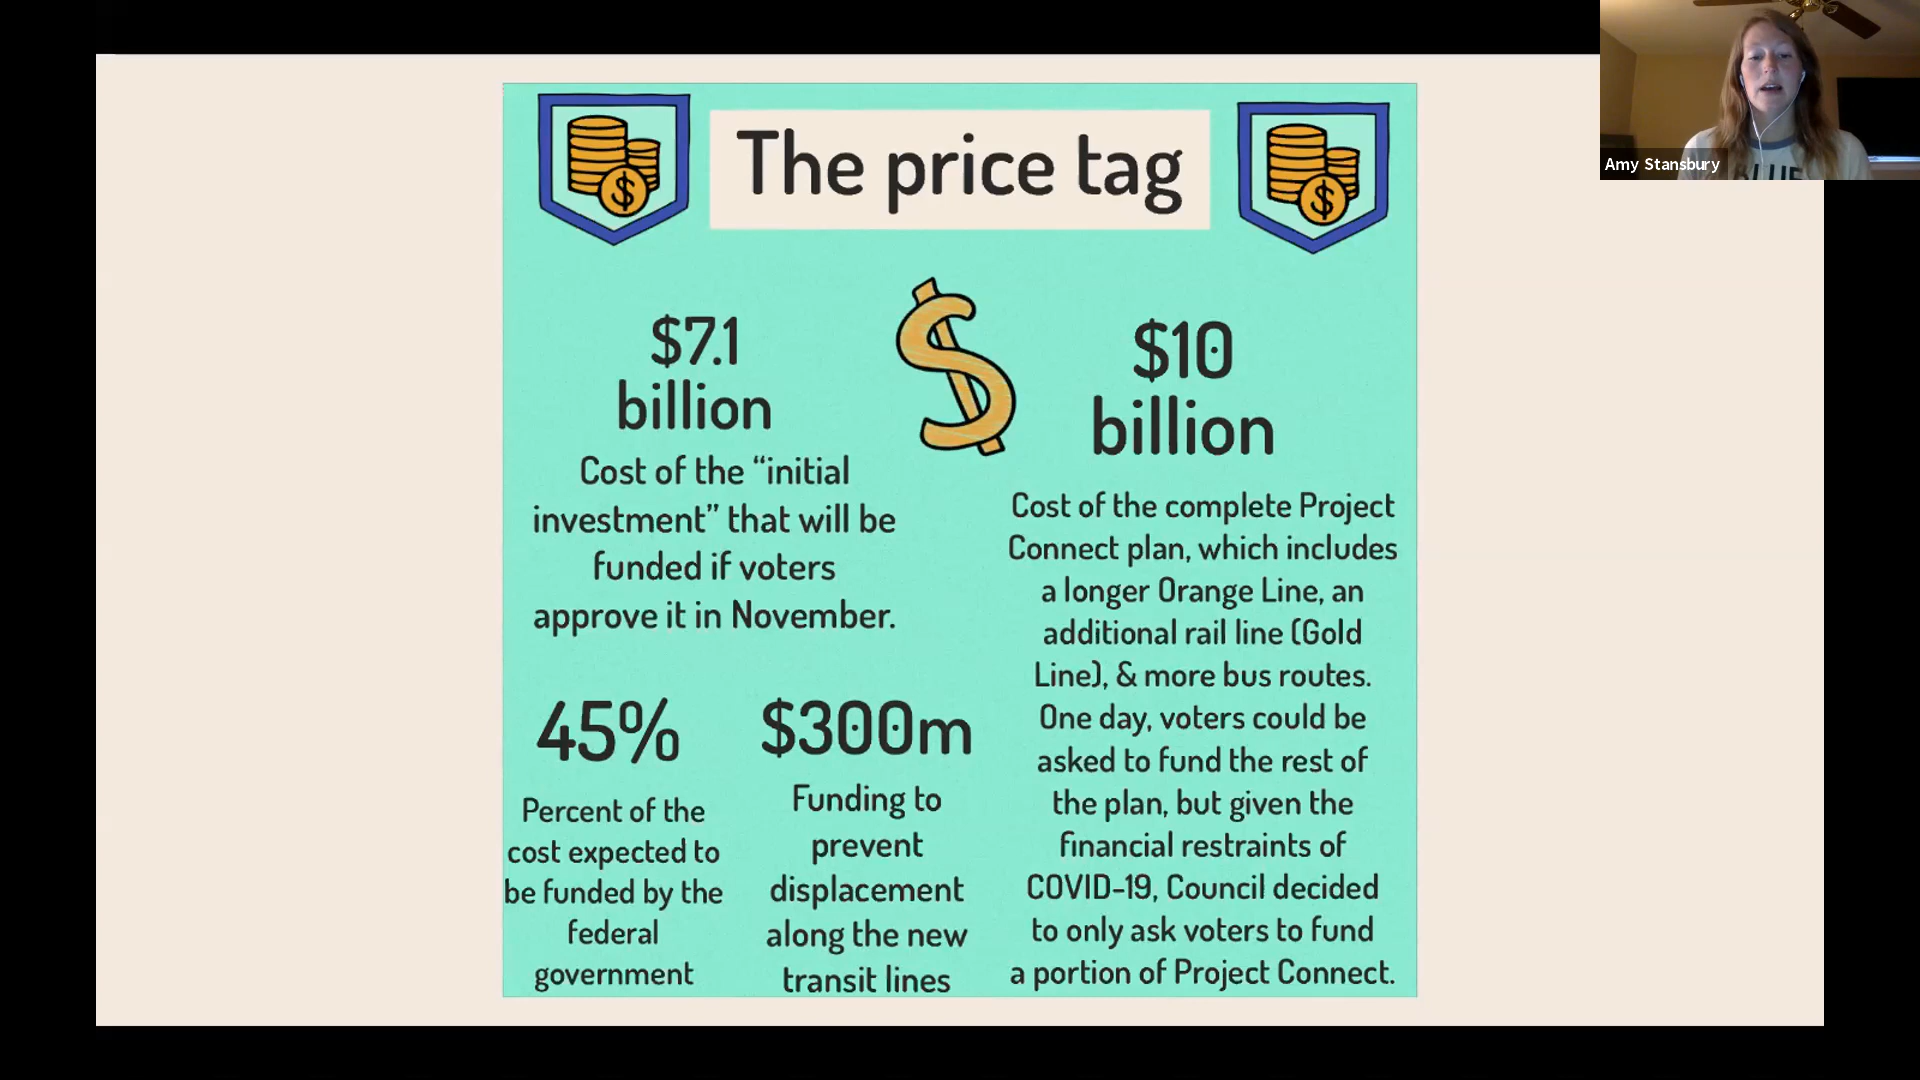 The price tag
$7.1
billion
Cost of the “initial
investment” that will be
funded if voters
approve it in November.
$10
billion
Cost of the complete Project
Connect plan, which includes
a longer Orange Line, an
additional rail line (Gold
Line), & more bus routes.
One day, voters could be
asked to fund the rest of
the plan, but given the
financial restraints of
COVID-19, Council decided
to only ask voters to fund
a portion of Project Connect.
45%
Percent of the
cost expected to
be funded by the
federal
government
$300m
Funding to
prevent
displacement
along the new
transit lines
Amy Stansbury